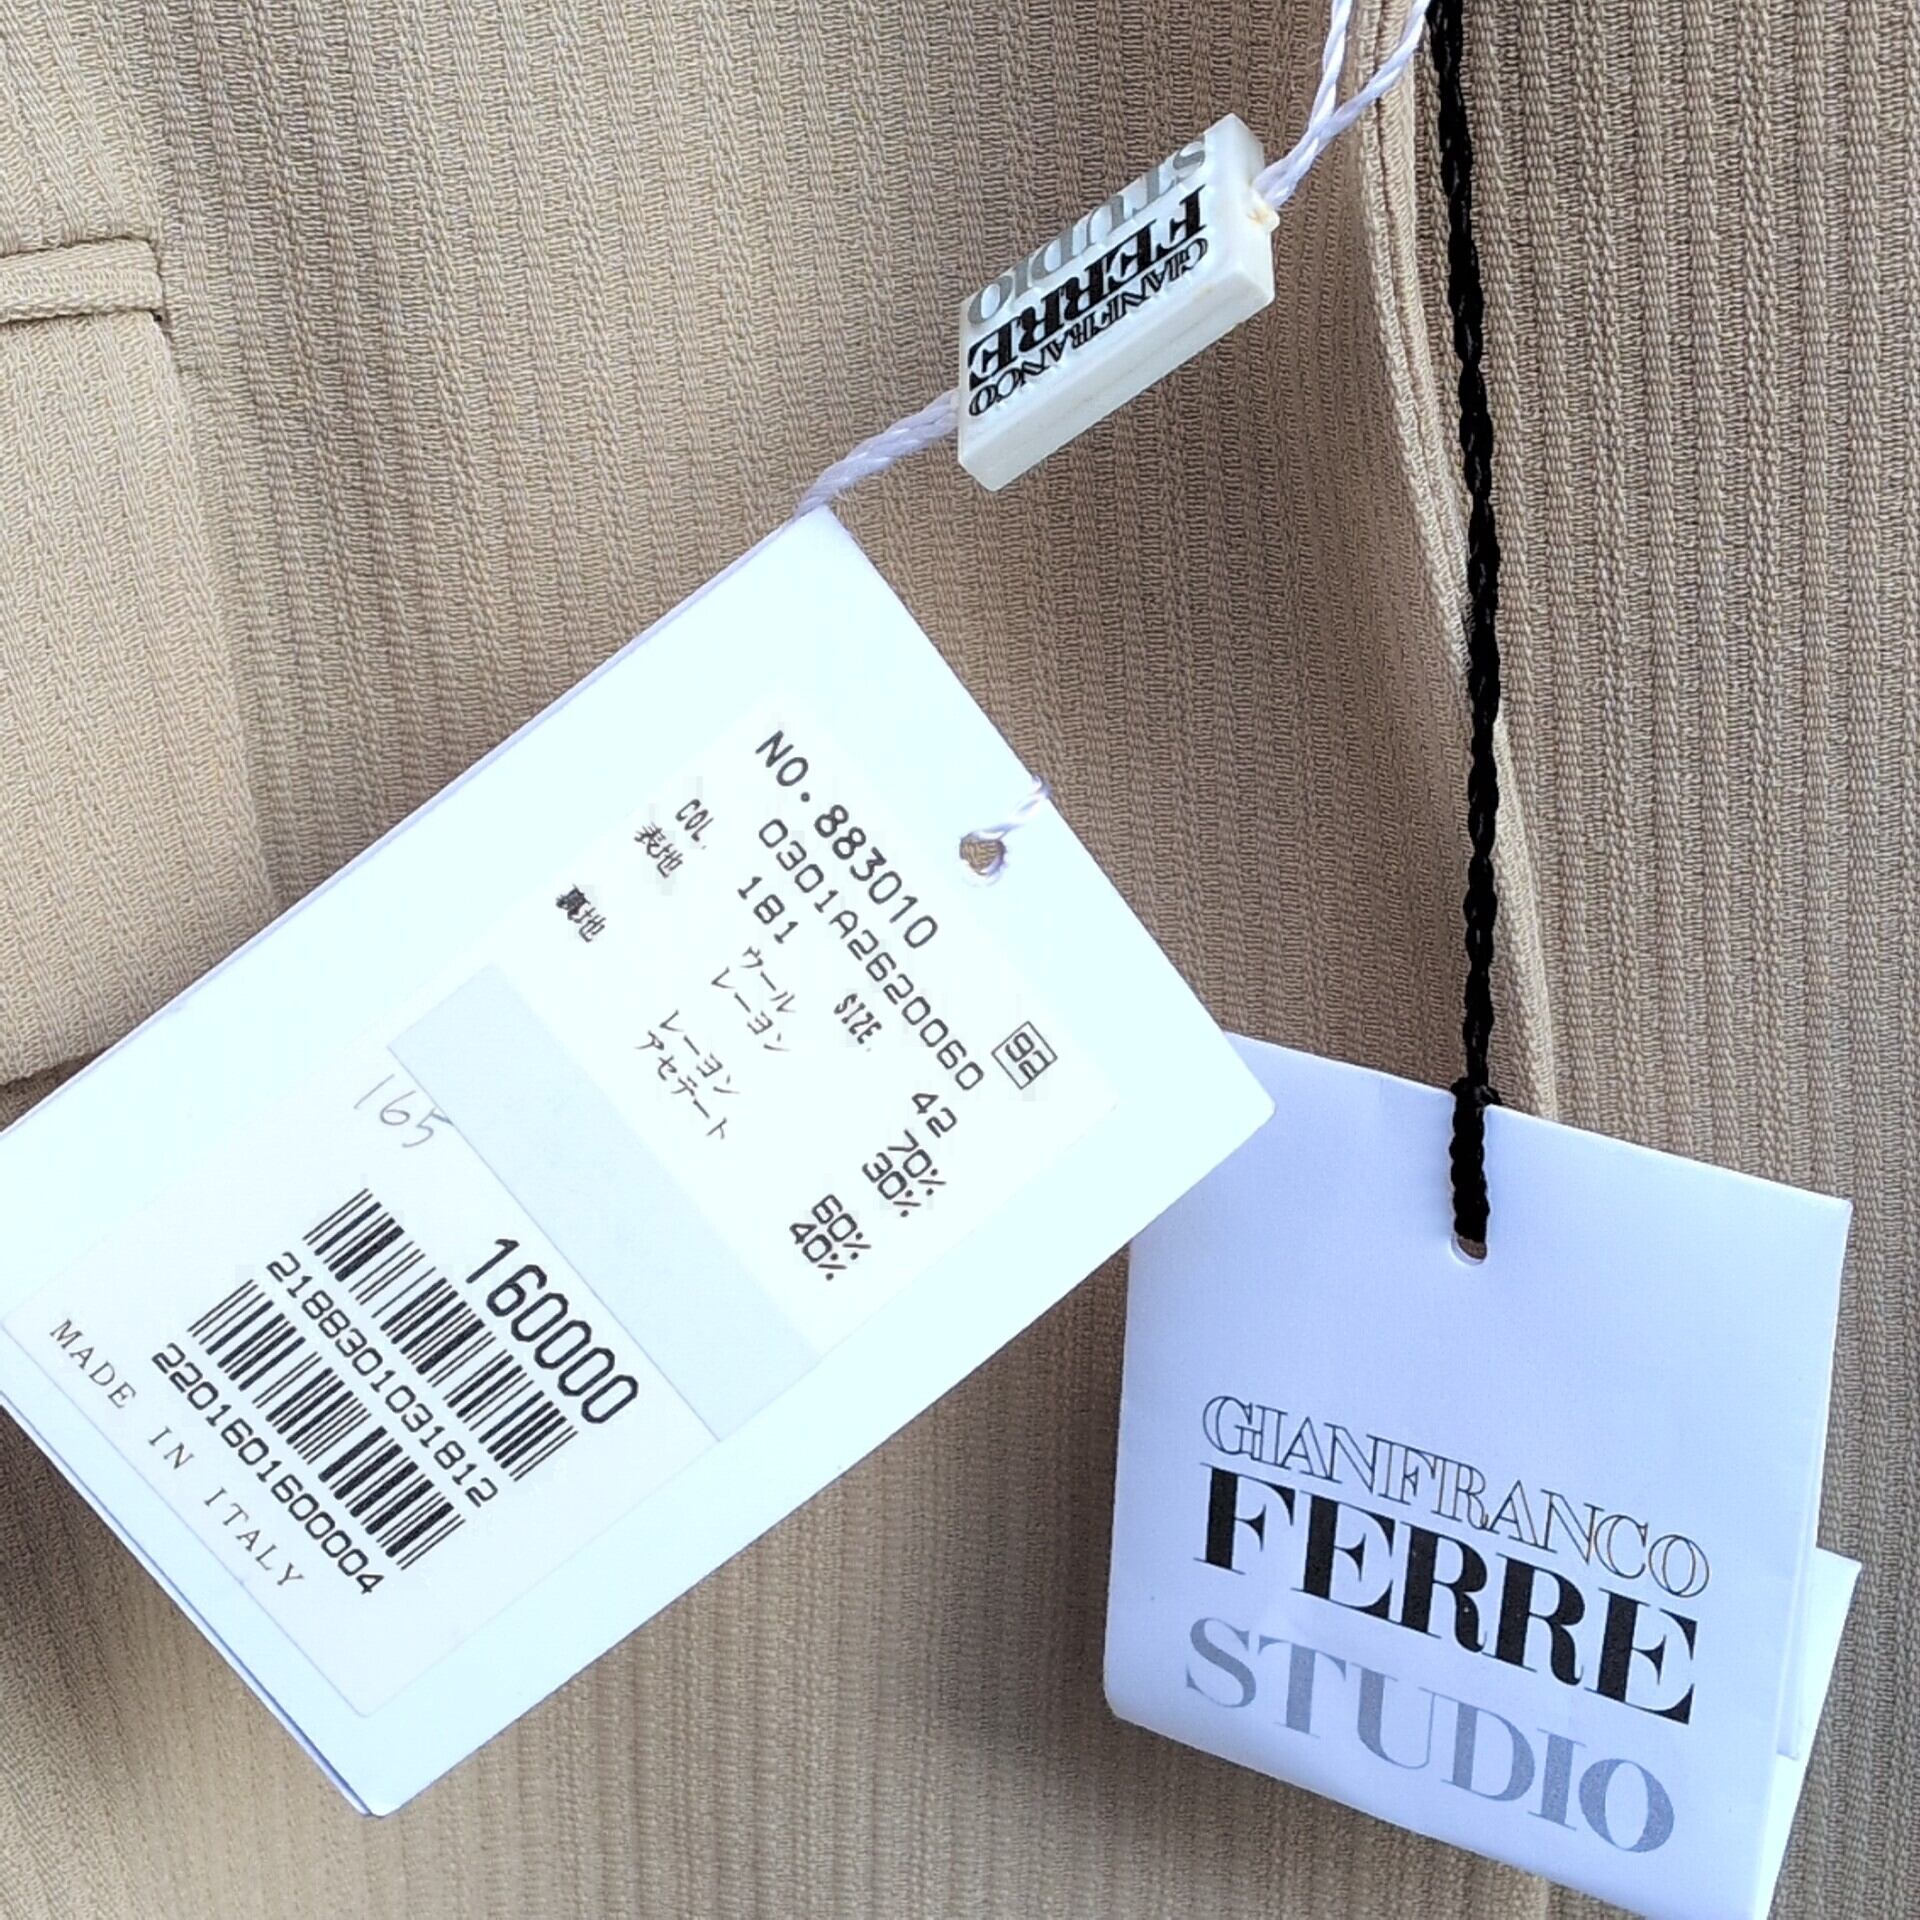 GIANFRANCO
FERRE
STUDIO
NO.883010
0301A2620060
92
COL. 181 SIZE. 42
表地 ウール 70%
レーヨン 30%
裏地 レーヨン 60%
アセテート 40%
165
160000
2188301031812
2201601600004
MADE IN ITALY
GIANFRANCO
FERRE
STUDIO